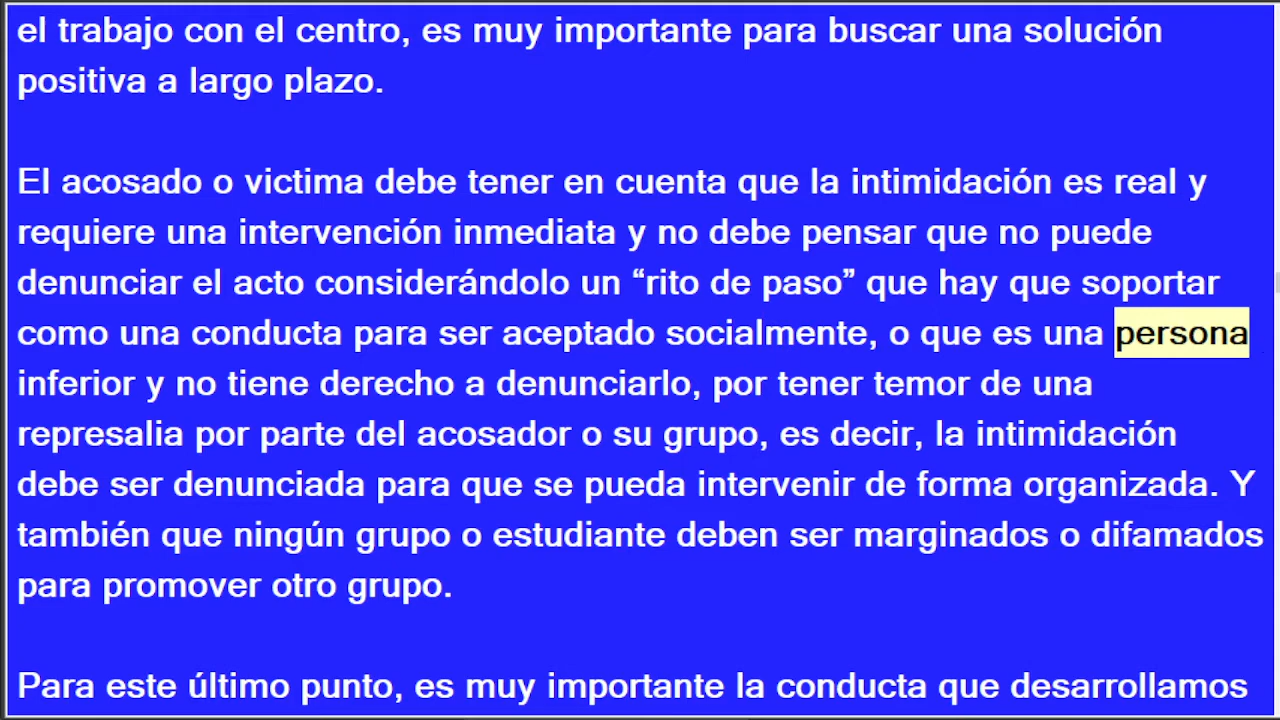 el trabajo con el centro, es muy importante para buscar una solución
positiva a largo plazo.
El acosado o victima debe tener en cuenta que la intimidación es real y
requiere una intervención inmediata y no debe pensar que no puede
denunciar el acto considerándolo un “rito de paso” que hay que soportar
como una conducta para ser aceptado socialmente, o que es una persona
inferior y no tiene derecho a denunciarlo, por tener temor de una
represalia por parte del acosador o su grupo, es decir, la intimidación
debe ser denunciada para que se pueda intervenir de forma organizada. Y
también que ningún grupo o estudiante deben ser marginados o difamados
para promover otro grupo.
Para este último punto, es muy importante la conducta que desarrollamos